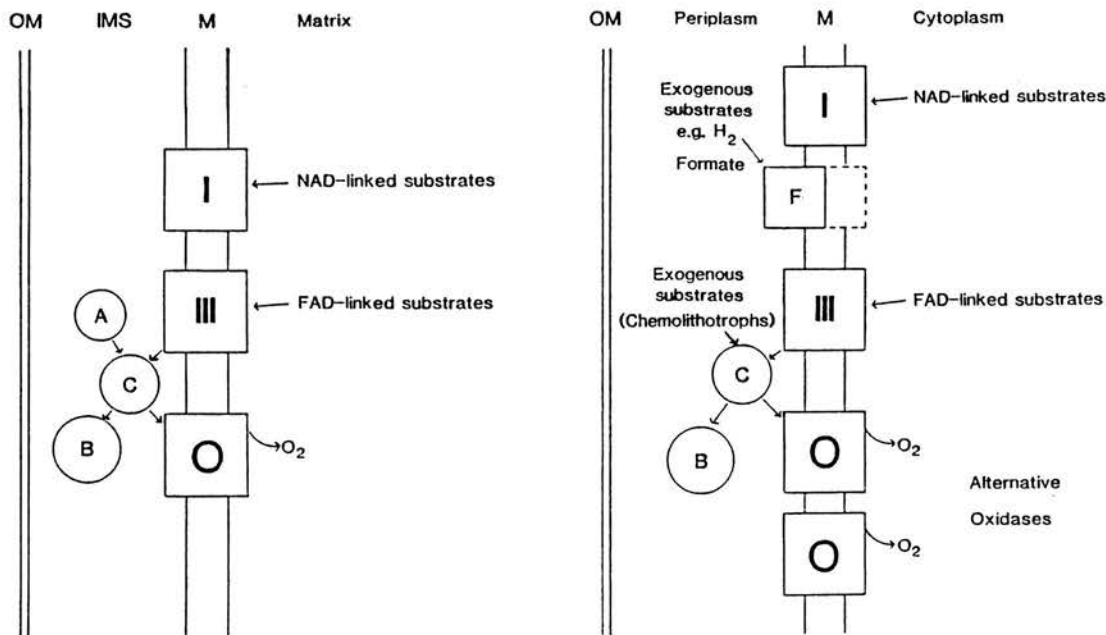 OM IMS M Matrix
I
NAD-linked substrates
III
FAD-linked substrates
A
C
B
O
O2
OM Periplasm M Cytoplasm
I
NAD-linked substrates
Exogenous
substrates
e.g. H2
Formate
F
Exogenous
substrates
(Chemolithotrophs)
III
FAD-linked substrates
C
B
O
O2
Alternative
Oxidases
O
O2